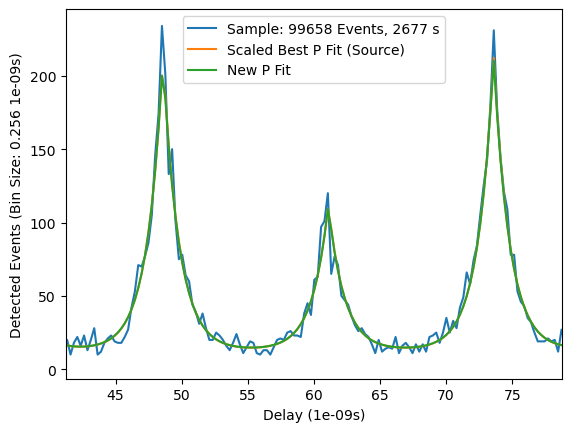 Sample: 99658 Events, 2677 s
Scaled Best P Fit (Source)
New P Fit
Detected Events (Bin Size: 0.256 1e-09s)
200
150
100
50
0
45 50 55 60 65 70 75
Delay (1e-09s)